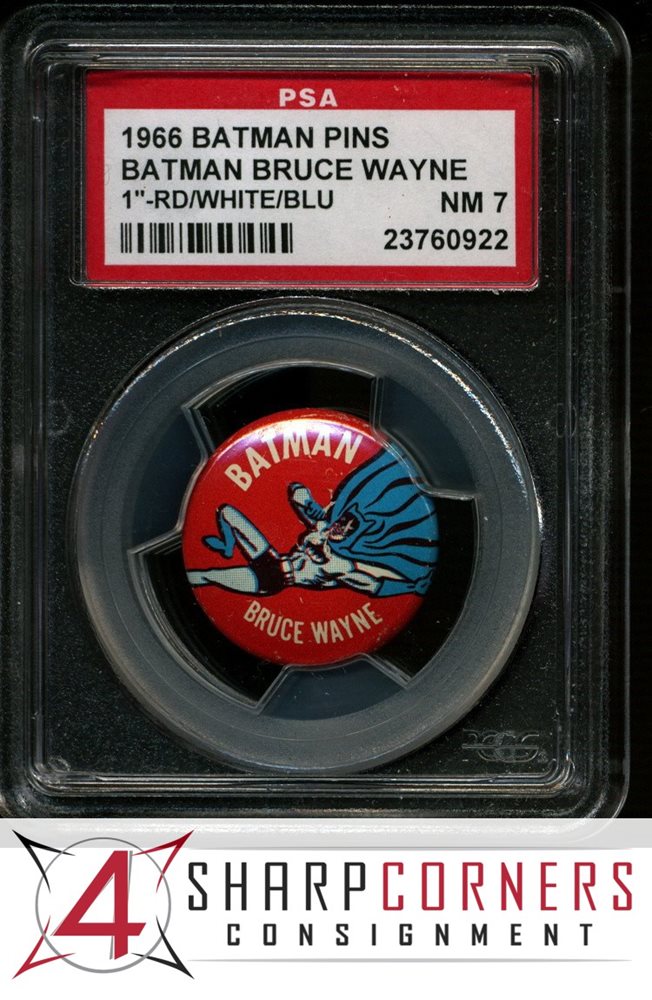 PSA
1966 BATMAN PINS
BATMAN BRUCE WAYNE
1"-RD/WHITE/BLU NM 7
23760922
BATMAN
BRUCE WAYNE
4 SHARPCORNERS
CONSIGNMENT